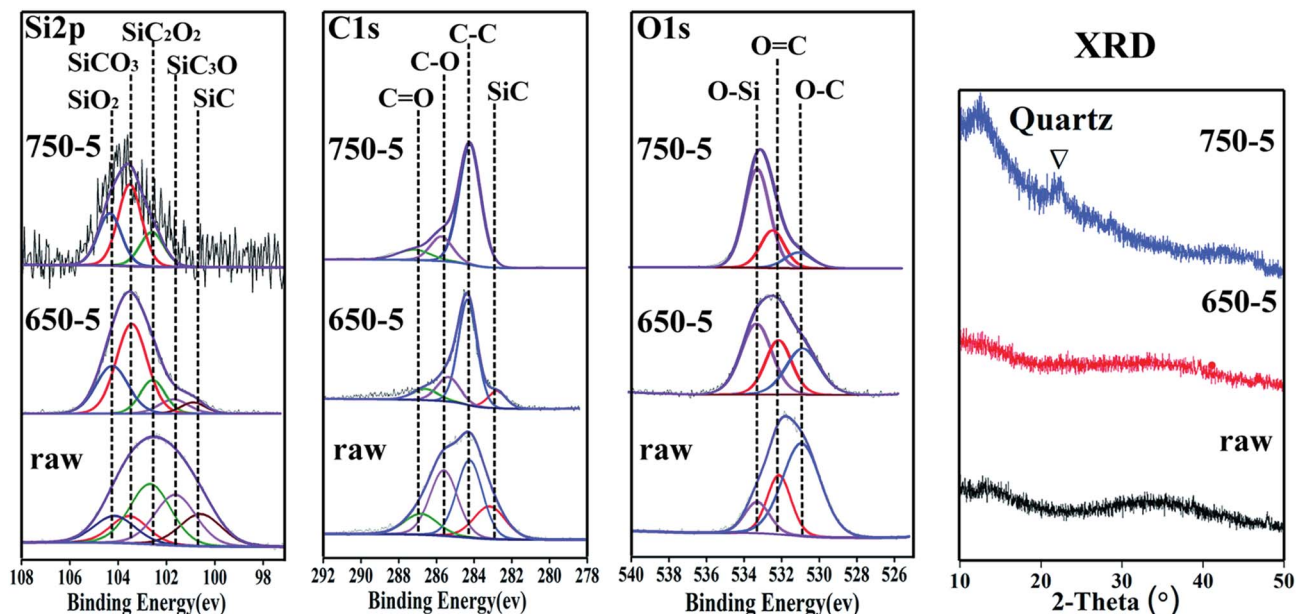 Si2p
SiC₂O₂
SiCO₃
SiC₃O
SiO₂
SiC
750-5
650-5
raw
108 106 104 102 100 98
Binding Energy(ev)
C1s
C-C
C-O
C=O
SiC
750-5
650-5
raw
292 290 288 286 284 282 280 278
Binding Energy(ev)
O1s
O=C
O-Si
O-C
750-5
650-5
raw
540 538 536 534 532 530 528 526
Binding Energy(ev)
XRD
Quartz
750-5
650-5
raw
10 20 30 40 50
2-Theta (°)